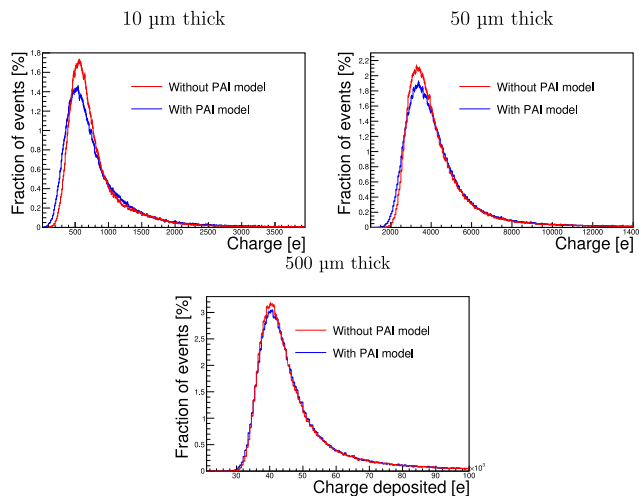 10 µm thick
50 µm thick
Fraction of events [%]
1.8
1.6
1.4
1.2
1
0.8
0.6
0.4
0.2
0
Without PAI model
With PAI model
500 1000 1500 2000 2500 3000 3500
Charge [e]
Fraction of events [%]
2.2
2
1.8
1.6
1.4
1.2
1
0.8
0.6
0.4
0.2
0
Without PAI model
With PAI model
2000 4000 6000 8000 10000 12000 14000
Charge [e]
500 µm thick
Fraction of events [%]
3
2.5
2
1.5
1
0.5
0
Without PAI model
With PAI model
30 40 50 60 70 80 90 100
×10³
Charge deposited [e]